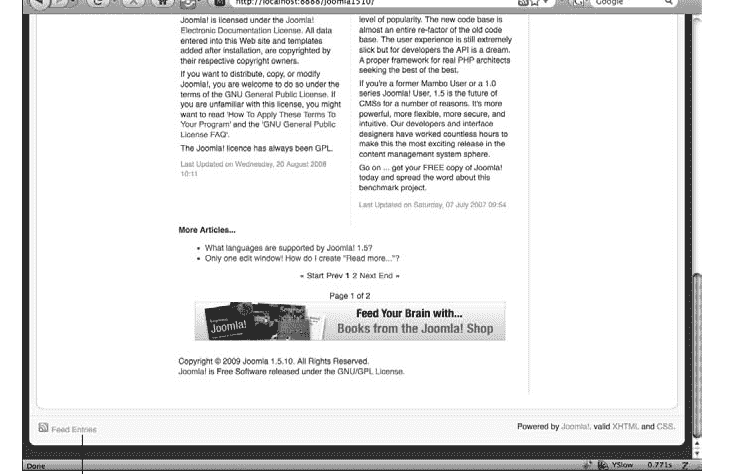 http://localhost:8888/joomla1510/
Google
Joomla! is licensed under the Joomla!
Electronic Documentation License. All data
entered into this Web site and templates
added after installation, are copyrighted by
their respective copyright owners.
If you want to distribute, copy, or modify
Joomla!, you are welcome to do so under the
terms of the GNU General Public License. If
you are unfamiliar with this license, you might
want to read 'How To Apply These Terms To
Your Program' and the 'GNU General Public
License FAQ'.
The Joomla! licence has always been GPL.
Last Updated on Wednesday, 20 August 2008
10:11
level of popularity. The new code base is
almost an entire re-factor of the old code
base. The user experience is still extremely
slick but for developers the API is a dream.
A proper framework for real PHP architects
seeking the best of the best.
If you're a former Mambo User or a 1.0
series Joomla! User, 1.5 is the future of
CMSs for a number of reasons. It's more
powerful, more flexible, more secure, and
intuitive. Our developers and interface
designers have worked countless hours to
make this the most exciting release in the
content management system sphere.
Go on ... get your FREE copy of Joomla!
today and spread the word about this
benchmark project.
Last Updated on Saturday, 07 July 2007 09:54
More Articles...
• What languages are supported by Joomla! 1.5?
• Only one edit window! How do I create "Read more..."?
« Start Prev 1 2 Next End »
Page 1 of 2
Joomla!
Feed Your Brain with...
Books from the Joomla! Shop
Copyright © 2009 Joomla 1.5.10. All Rights Reserved.
Joomla! is Free Software released under the GNU/GPL License.
Feed Entries
Powered by Joomla!. valid XHTML and CSS.
Done
YSlow 0.771s